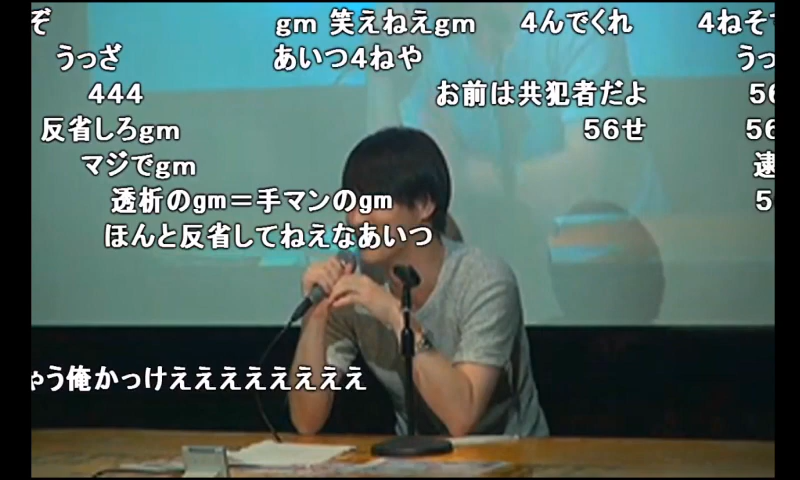 ぞ gm 笑えねえgm 4んでくれ 4ねそ
うっざ あいつ4ねや うっ
444 お前は共犯者だよ 56
反省しろgm 56せ 56
マジでgm 逮
透析のgm=手マンのgm 5
ほんと反省してねえなあいつ
ゃう俺かっけええええええええ